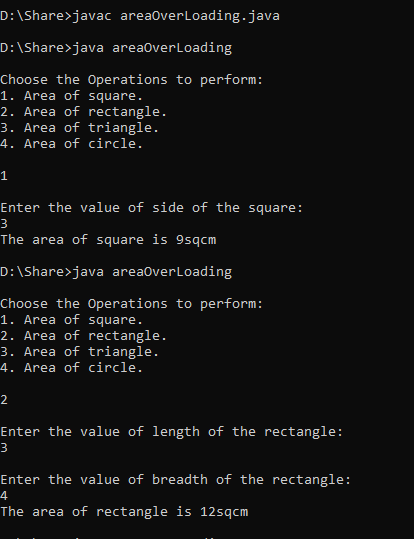 D:\Share>javac areaOverLoading.java
D:\Share>java areaOverLoading
Choose the Operations to perform:
1. Area of square.
2. Area of rectangle.
3. Area of triangle.
4. Area of circle.
1
Enter the value of side of the square:
3
The area of square is 9sqcm
D:\Share>java areaOverLoading
Choose the Operations to perform:
1. Area of square.
2. Area of rectangle.
3. Area of triangle.
4. Area of circle.
2
Enter the value of length of the rectangle:
3
Enter the value of breadth of the rectangle:
4
The area of rectangle is 12sqcm